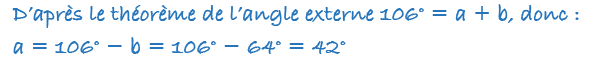 D'après le théorème de l'angle externe 106° = a + b, donc :
a = 106° − b = 106° − 64° = 42°